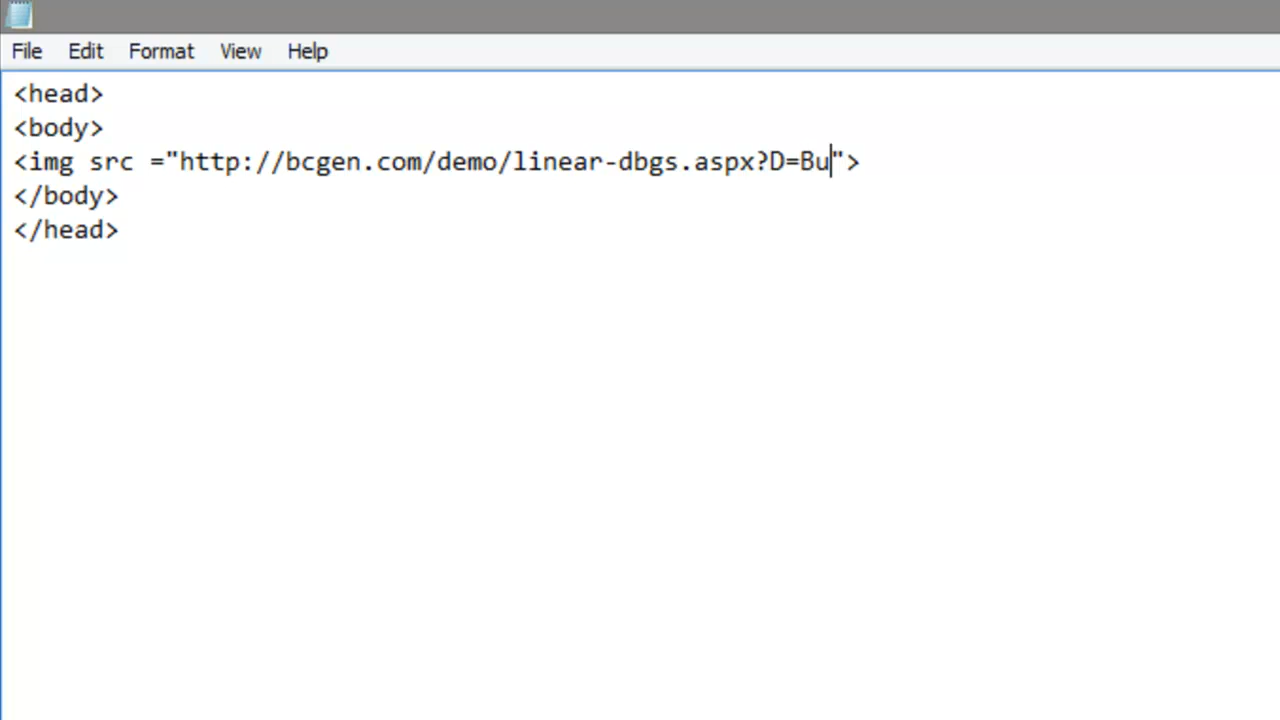 File Edit Format View Help
<head>
<body>
<img src ="http://bcgen.com/demo/linear-dbgs.aspx?D=Bu">
</body>
</head>